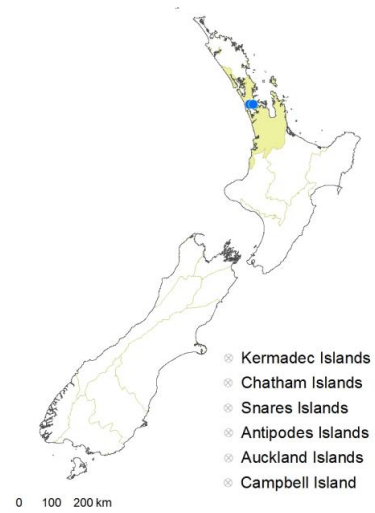 Kermadec Islands
Chatham Islands
Snares Islands
Antipodes Islands
Auckland Islands
Campbell Island
0 100 200 km